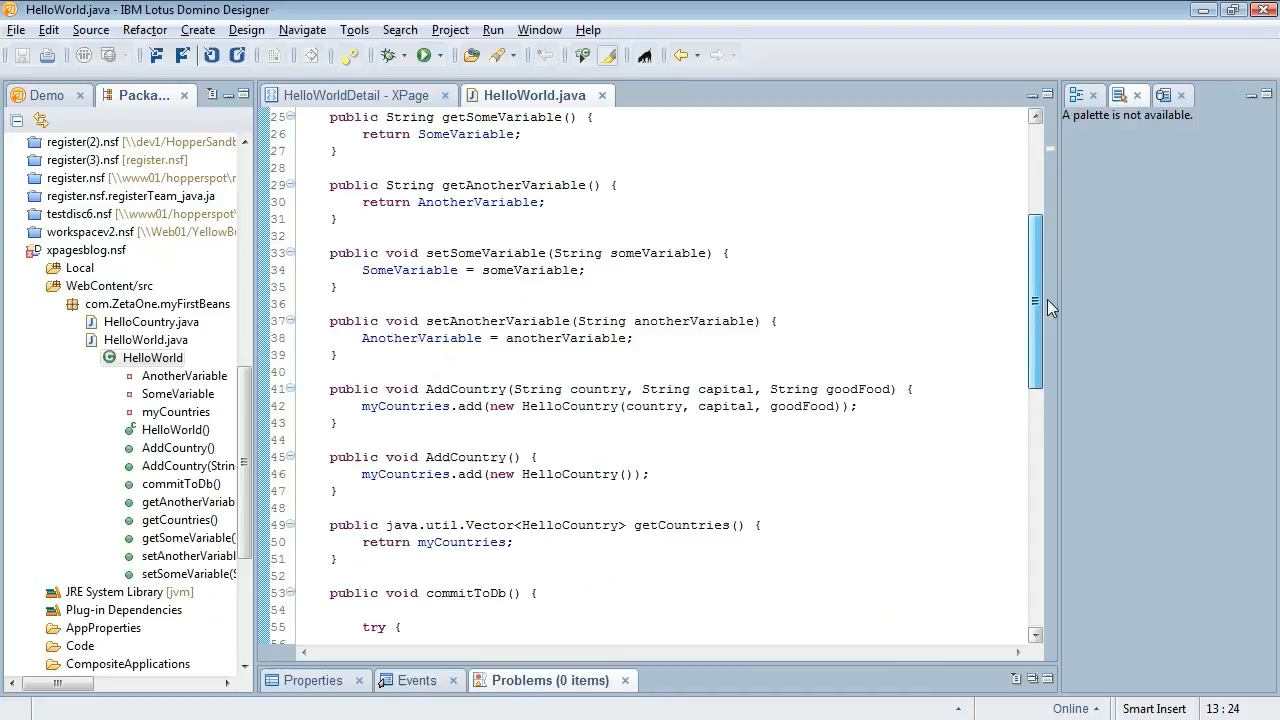 HelloWorld.java - IBM Lotus Domino Designer
File Edit Source Refactor Create Design Navigate Tools Search Project Run Window Help
Demo Packa...
HelloWorldDetail - XPage HelloWorld.java
A palette is not available.
register(2).nsf [\\dev1/HopperSandb
register(3).nsf [register.nsf]
register.nsf [\\www01/hopperspot\r
register.nsf.registerTeam_java.ja
testdisc6.nsf [\\www01/hopperspot\
workspacev2.nsf [\\Web01/YellowBu
xpagesblog.nsf
Local
WebContent/src
com.ZetaOne.myFirstBeans
HelloCountry.java
HelloWorld.java
HelloWorld
AnotherVariable
SomeVariable
myCountries
HelloWorld()
AddCountry()
AddCountry(Strin
commitToDb()
getAnotherVariab
getCountries()
getSomeVariable(
setAnotherVariabl
setSomeVariable(S
JRE System Library [jvm]
Plug-in Dependencies
AppProperties
Code
CompositeApplications
25 public String getSomeVariable() {
26 return SomeVariable;
27 }
28
29 public String getAnotherVariable() {
30 return AnotherVariable;
31 }
32
33 public void setSomeVariable(String someVariable) {
34 SomeVariable = someVariable;
35 }
36
37 public void setAnotherVariable(String anotherVariable) {
38 AnotherVariable = anotherVariable;
39 }
40
41 public void AddCountry(String country, String capital, String goodFood) {
42 myCountries.add(new HelloCountry(country, capital, goodFood));
43 }
44
45 public void AddCountry() {
46 myCountries.add(new HelloCountry());
47 }
48
49 public java.util.Vector<HelloCountry> getCountries() {
50 return myCountries;
51 }
52
53 public void commitToDb() {
54
55 try {
Properties Events Problems (0 items)
Online Smart Insert 13 : 24